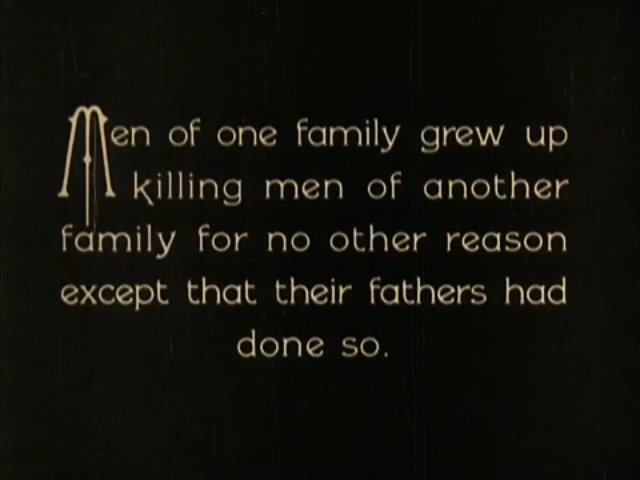 Men of one family grew up
killing men of another
family for no other reason
except that their fathers had
done so.